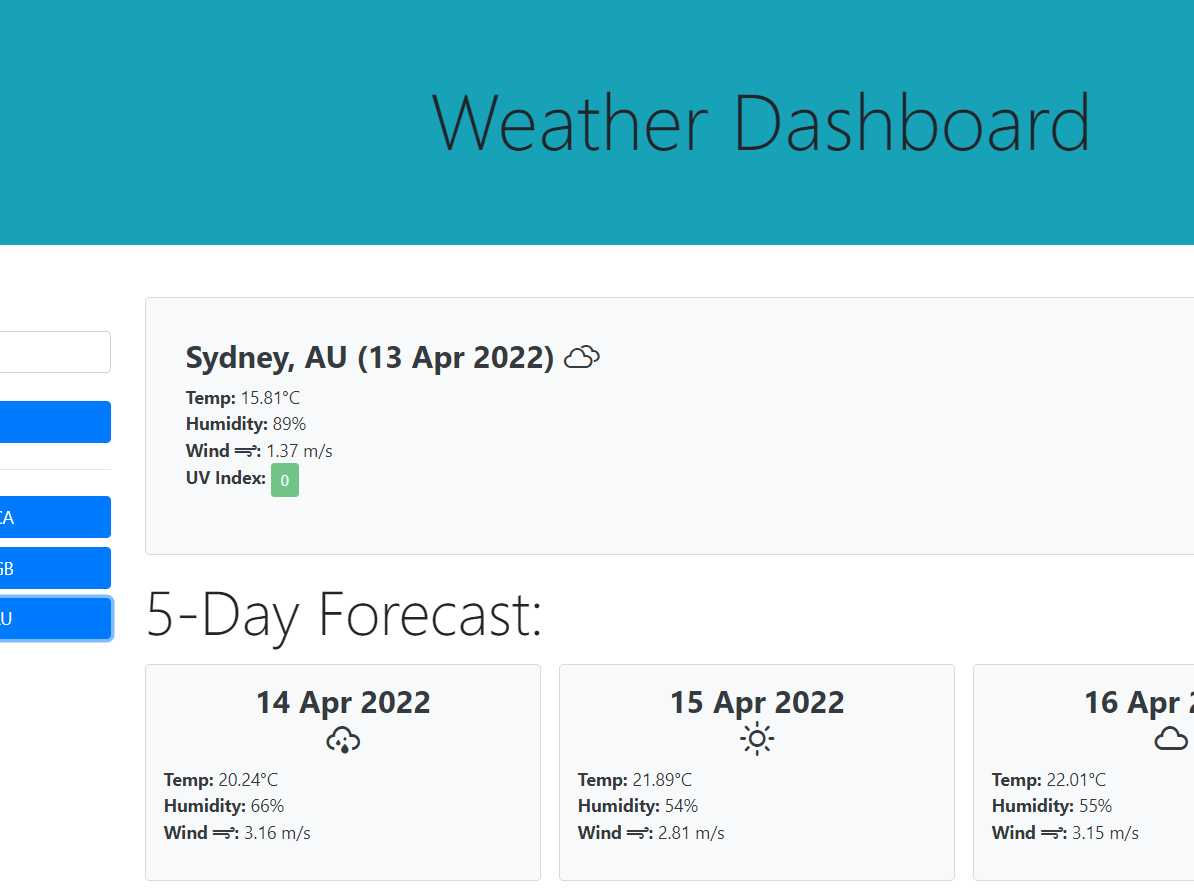 Weather Dashboard
Sydney, AU (13 Apr 2022)
Temp: 15.81°C
Humidity: 89%
Wind : 1.37 m/s
UV Index: 0
CA
GB
5-Day Forecast:
14 Apr 2022
Temp: 20.24°C
Humidity: 66%
Wind : 3.16 m/s
15 Apr 2022
Temp: 21.89°C
Humidity: 54%
Wind : 2.81 m/s
16 Apr
Temp: 22.01°C
Humidity: 55%
Wind : 3.15 m/s